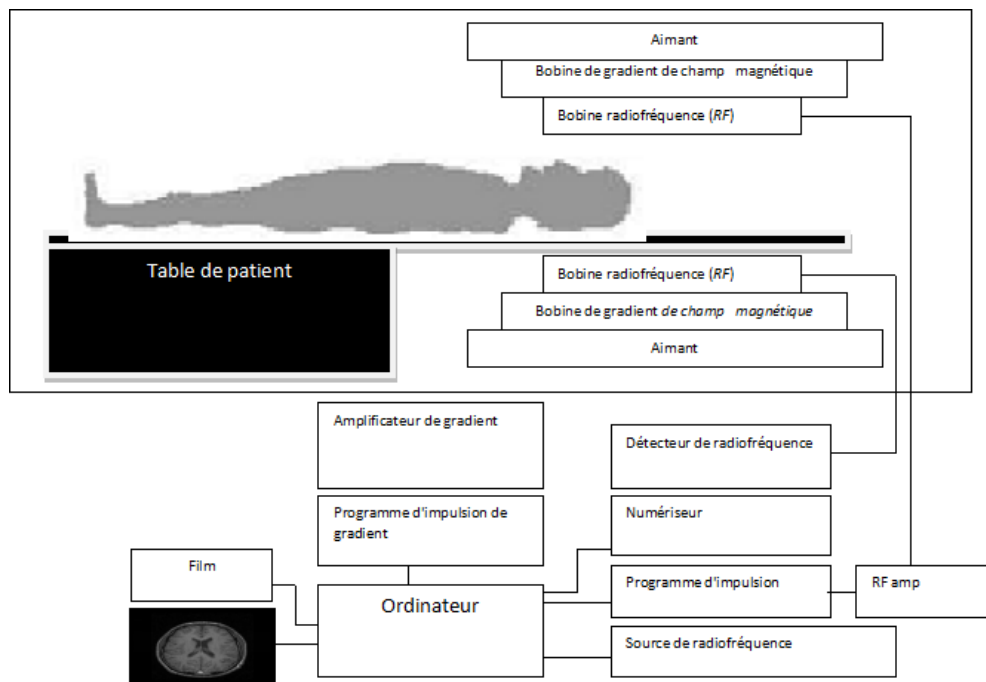 Aimant
Bobine de gradient de champ magnétique
Bobine radiofréquence (RF)
Table de patient
Bobine radiofréquence (RF)
Bobine de gradient de champ magnétique
Aimant
Amplificateur de gradient
Détecteur de radiofréquence
Programme d'impulsion de
gradient
Numériseur
Film
Ordinateur
Programme d'impulsion
RF amp
Source de radiofréquence